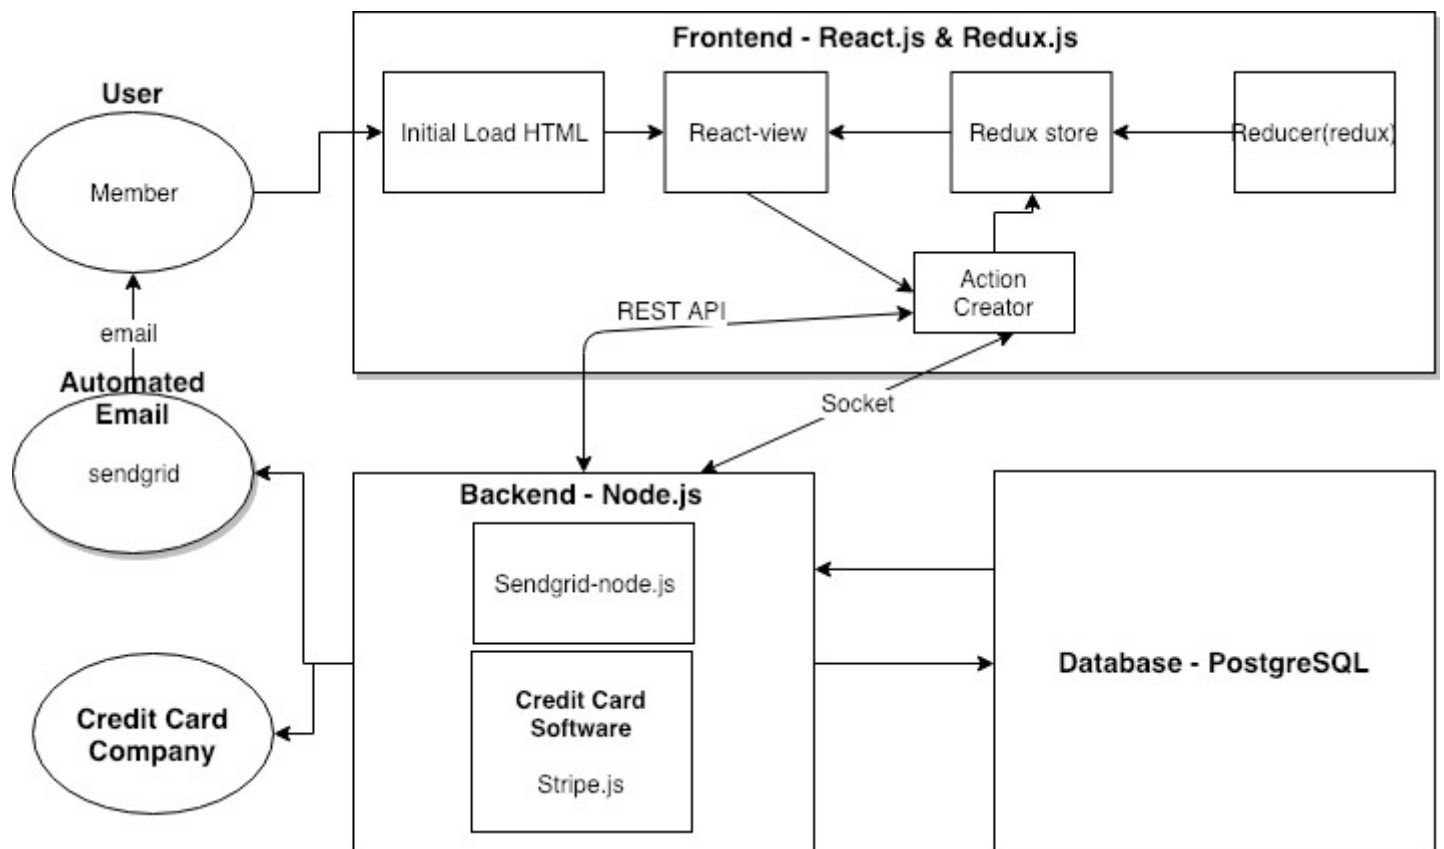 Frontend - React.js & Redux.js
User
Initial Load HTML
React-view
Redux store
Reducer(redux)
Member
Action
Creator
REST API
email
Automated
Email
Socket
sendgrid
Backend - Node.js
Sendgrid-node.js
Database - PostgreSQL
Credit Card
Software
Credit Card
Company
Stripe.js